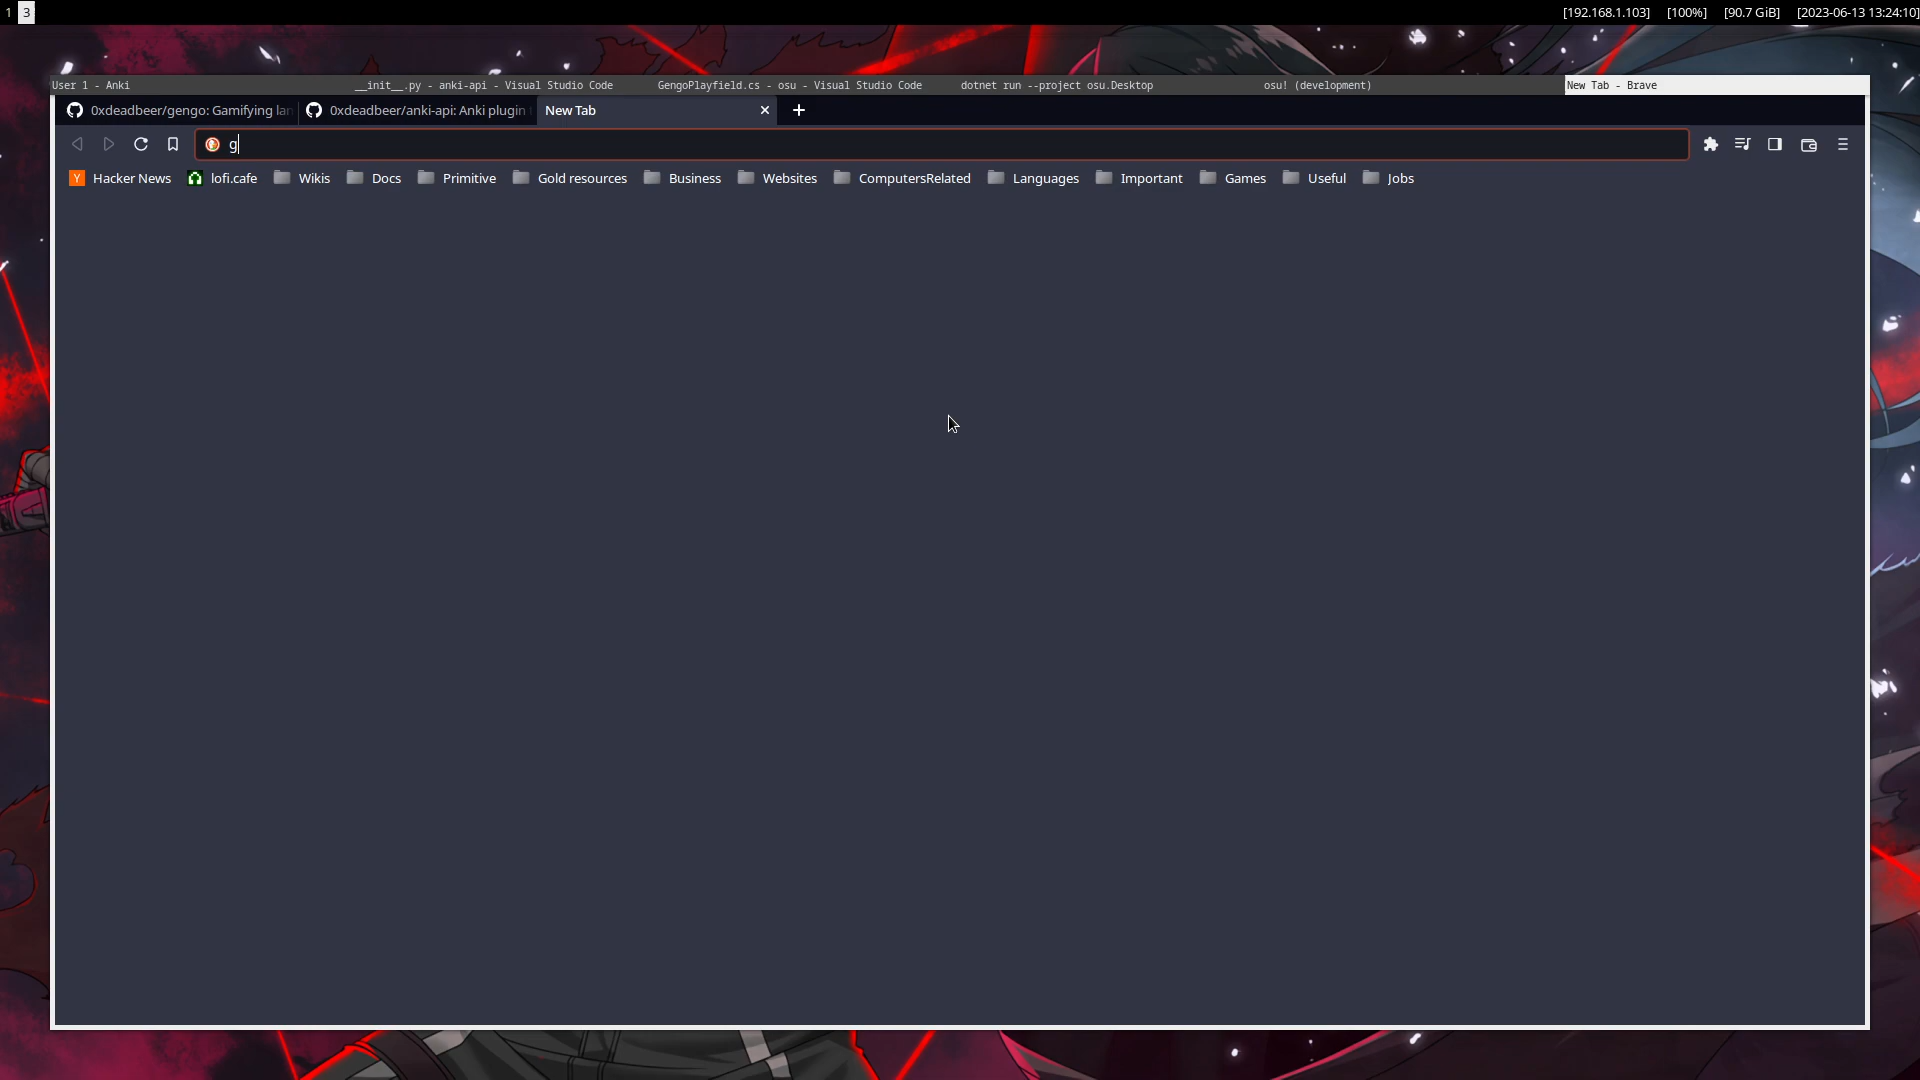 1 3 [192.168.1.103] [100%] [90.7 GiB] [2023-06-13 13:24:10]
User 1 - Anki __init__.py - anki-api - Visual Studio Code GengoPlayfield.cs - osu - Visual Studio Code dotnet run --project osu.Desktop osu! (development) New Tab - Brave
0xdeadbeer/gengo: Gamifying lan 0xdeadbeer/anki-api: Anki plugin New Tab
g
Y Hacker News lofi.cafe Wikis Docs Primitive Gold resources Business Websites ComputersRelated Languages Important Games Useful Jobs